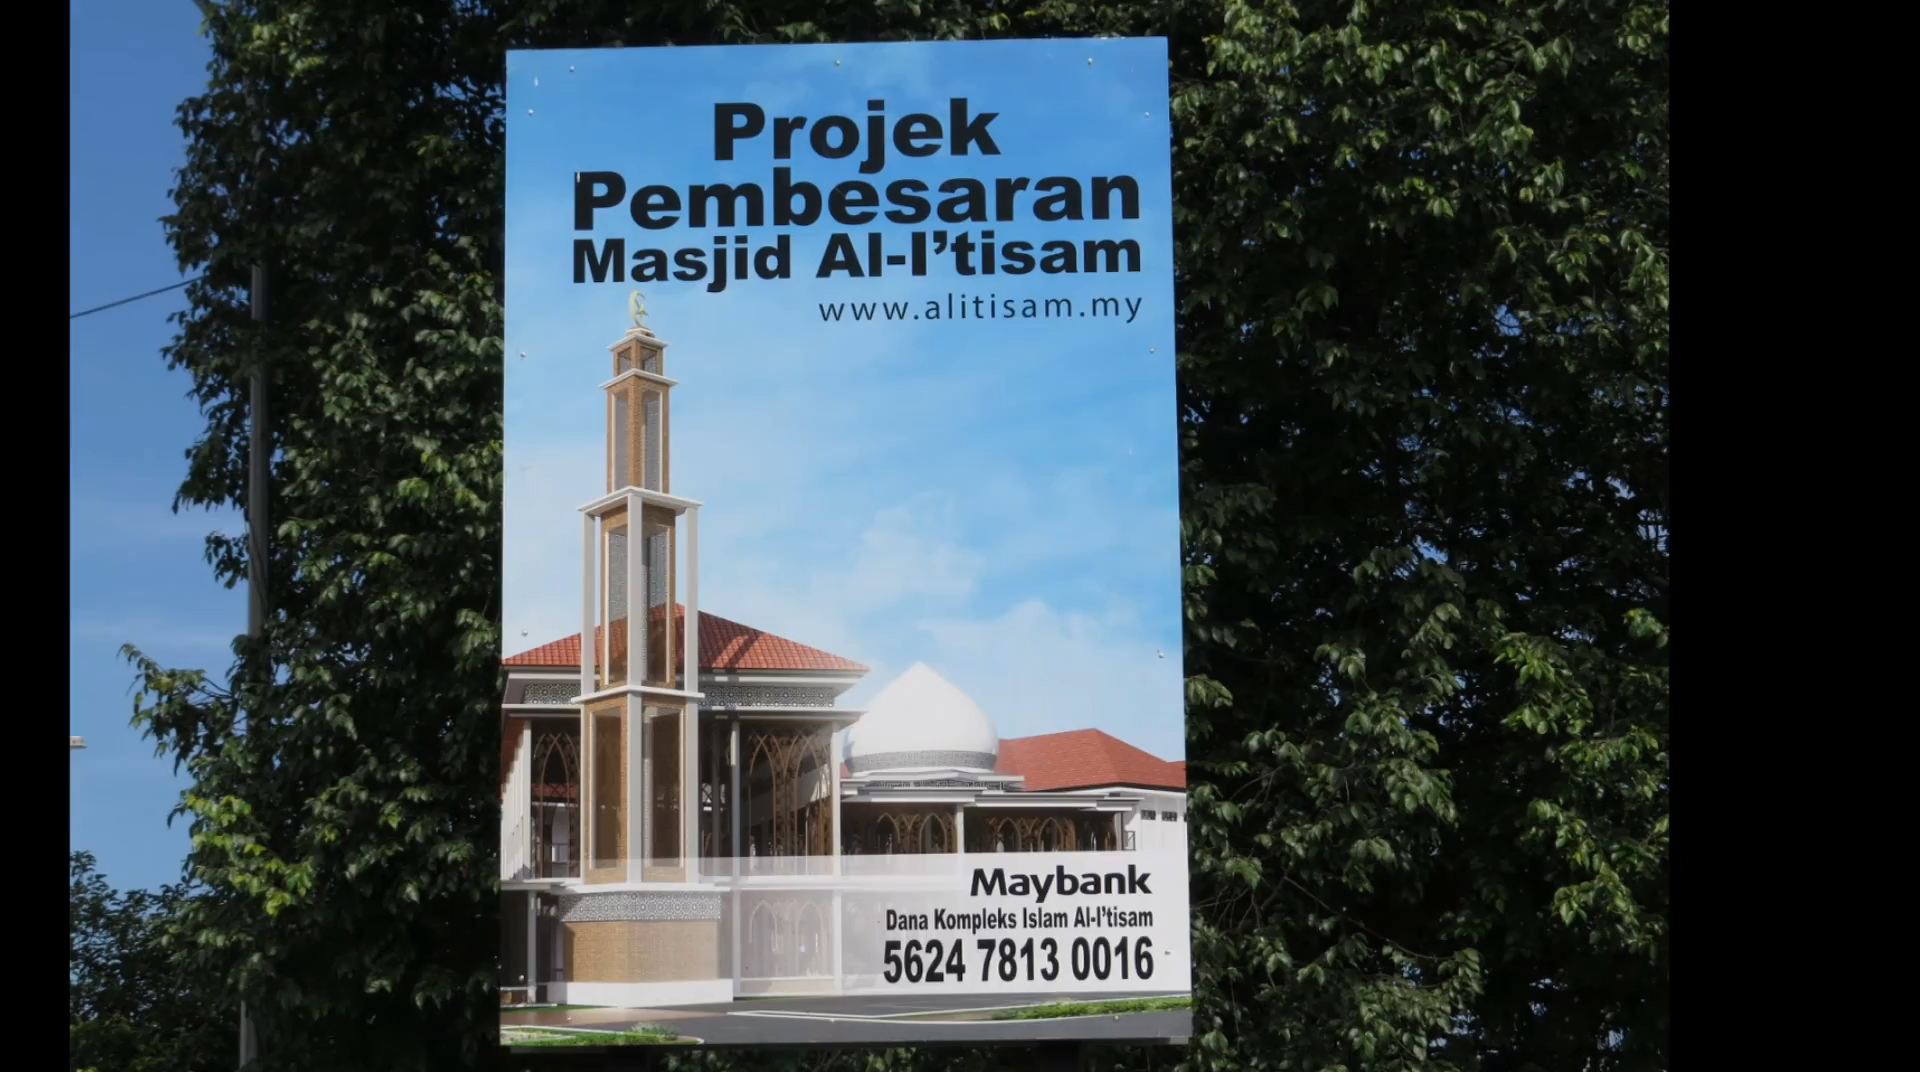 Projek
Pembesaran
Masjid Al-I’tisam
www.alitisam.my
Maybank
Dana Kompleks Islam Al-I’tisam
5624 7813 0016